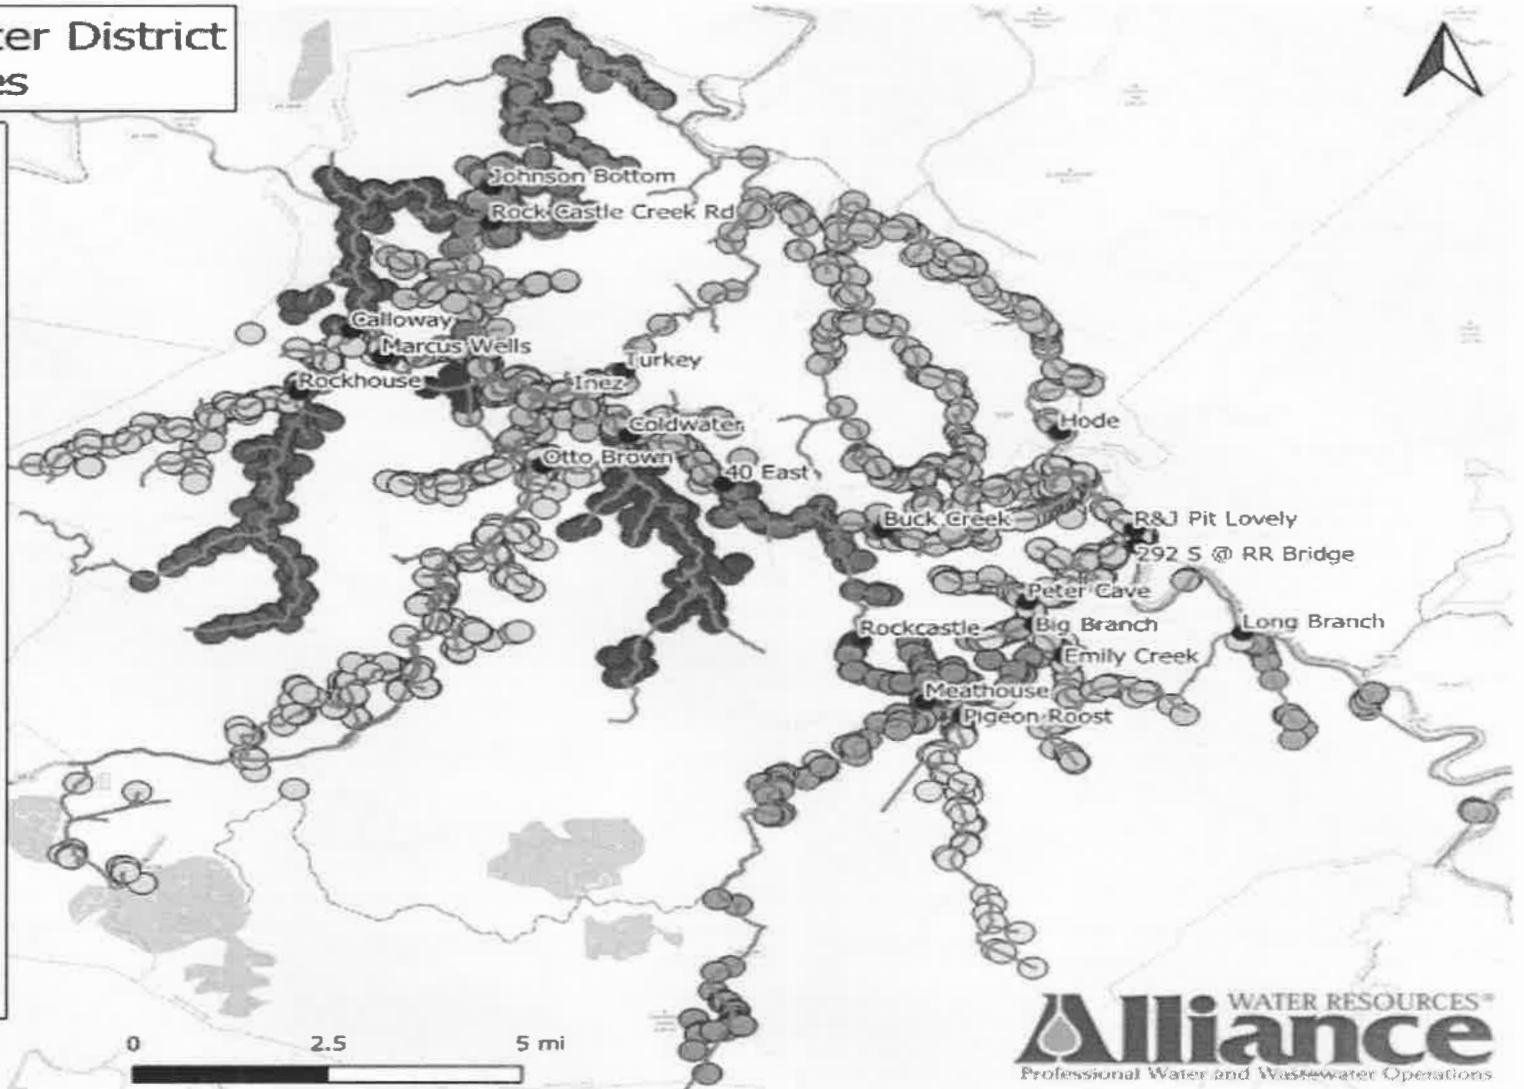 er District
es
Johnson Bottom
Rock Castle Creek Rd
Calloway
Marcus Wells
Turkey
Rockhouse
Inez
Coldwater
Hode
Otto Brown
40 East
Buck Creek
R&J Pit Lovely
292 S @ RR Bridge
Peter Cave
Rockcastle
Big Branch
Long Branch
Emily Creek
Meathouse
Pigeon Roost
0 2.5 5 mi
WATER RESOURCES®
Alliance
Professional Water and Wastewater Operations